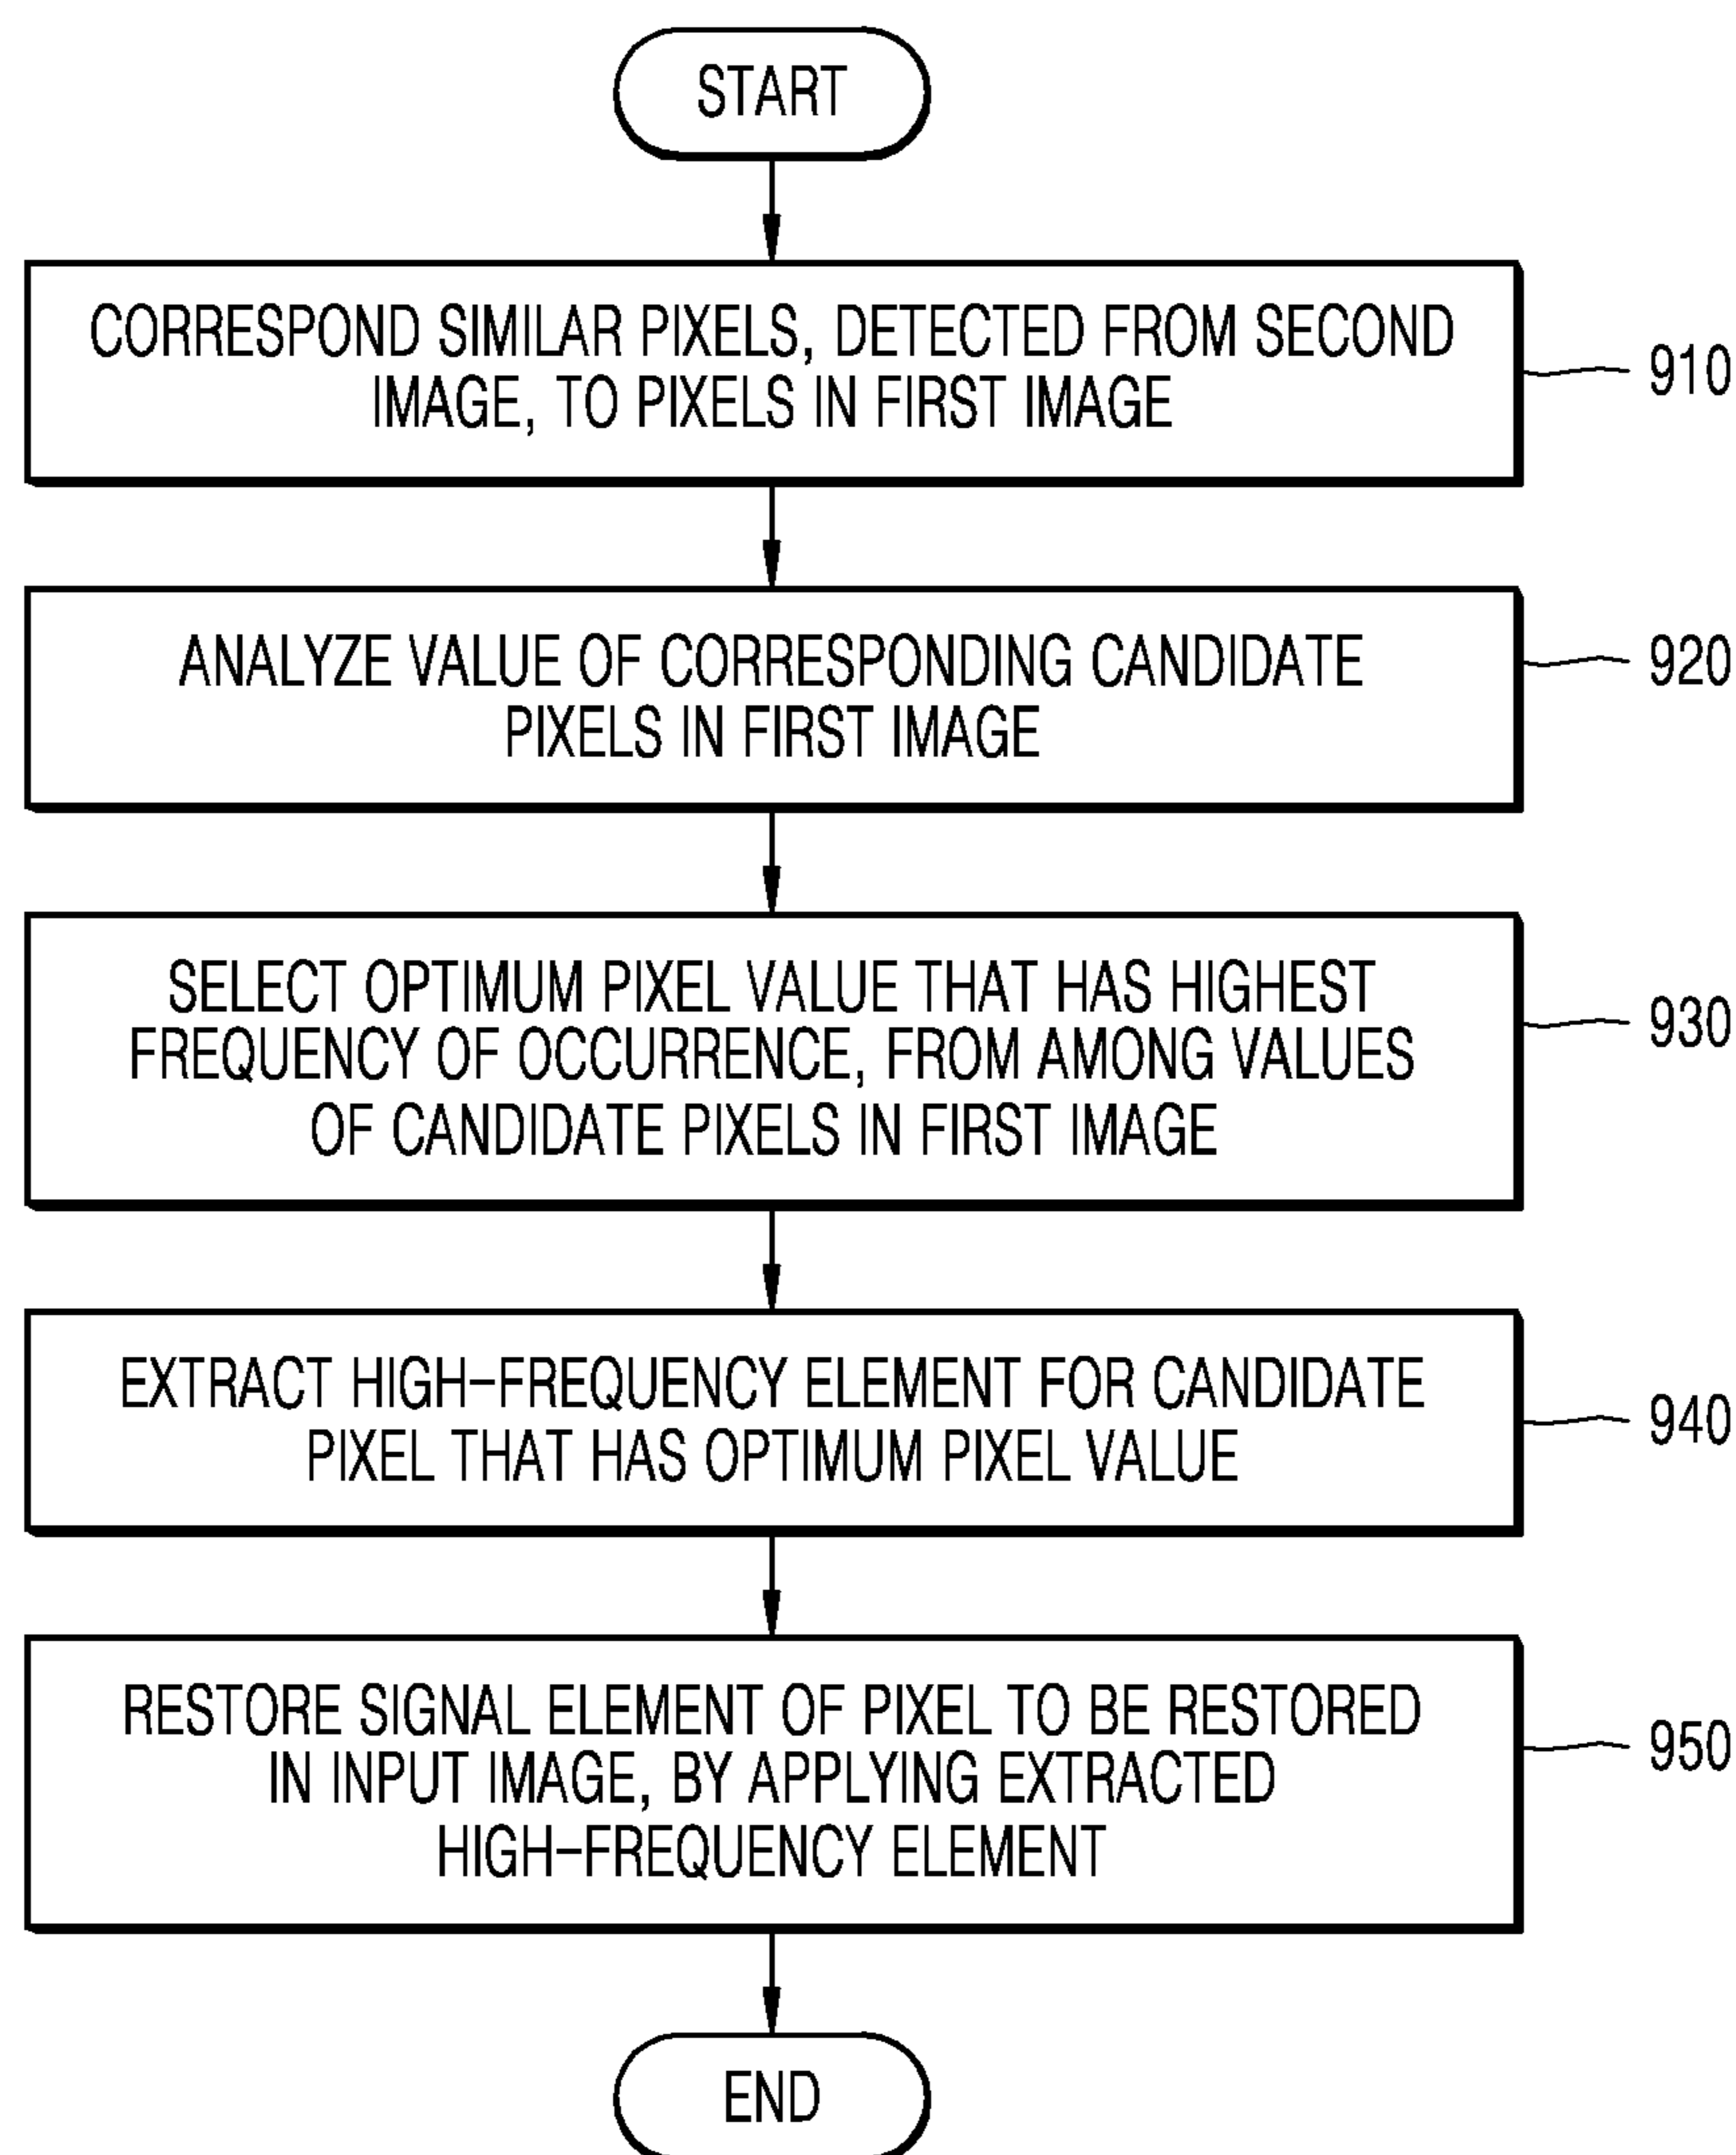 START
CORRESPOND SIMILAR PIXELS, DETECTED FROM SECOND
IMAGE, TO PIXELS IN FIRST IMAGE
910
ANALYZE VALUE OF CORRESPONDING CANDIDATE
PIXELS IN FIRST IMAGE
920
SELECT OPTIMUM PIXEL VALUE THAT HAS HIGHEST
FREQUENCY OF OCCURRENCE, FROM AMONG VALUES
OF CANDIDATE PIXELS IN FIRST IMAGE
930
EXTRACT HIGH-FREQUENCY ELEMENT FOR CANDIDATE
PIXEL THAT HAS OPTIMUM PIXEL VALUE
940
RESTORE SIGNAL ELEMENT OF PIXEL TO BE RESTORED
IN INPUT IMAGE, BY APPLYING EXTRACTED
HIGH-FREQUENCY ELEMENT
950
END